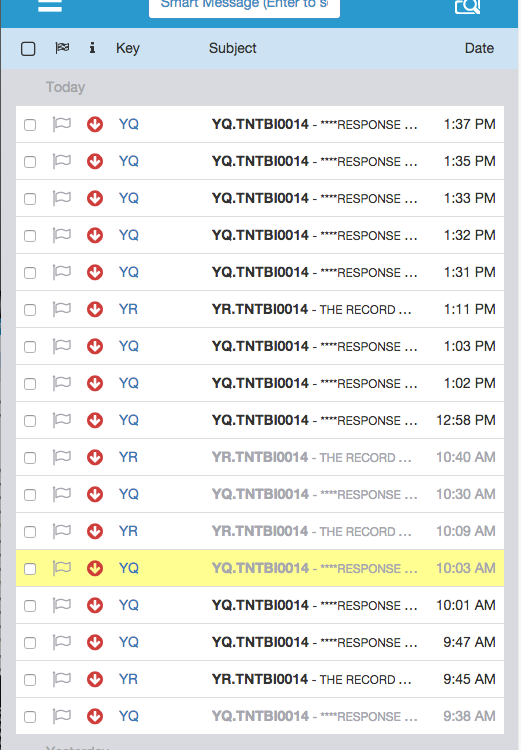 Smart Message (Enter to s
Key Subject Date
Today
YQ YQ.TNTBI0014 - ****RESPONSE ... 1:37 PM
YQ YQ.TNTBI0014 - ****RESPONSE ... 1:35 PM
YQ YQ.TNTBI0014 - ****RESPONSE ... 1:33 PM
YQ YQ.TNTBI0014 - ****RESPONSE ... 1:32 PM
YQ YQ.TNTBI0014 - ****RESPONSE ... 1:31 PM
YR YR.TNTBI0014 - THE RECORD ... 1:11 PM
YQ YQ.TNTBI0014 - ****RESPONSE ... 1:03 PM
YQ YQ.TNTBI0014 - ****RESPONSE ... 1:02 PM
YQ YQ.TNTBI0014 - ****RESPONSE ... 12:58 PM
YR YR.TNTBI0014 - THE RECORD ... 10:40 AM
YQ YQ.TNTBI0014 - ****RESPONSE ... 10:30 AM
YR YR.TNTBI0014 - THE RECORD ... 10:09 AM
YQ YQ.TNTBI0014 - ****RESPONSE ... 10:03 AM
YQ YQ.TNTBI0014 - ****RESPONSE ... 10:01 AM
YQ YQ.TNTBI0014 - ****RESPONSE ... 9:47 AM
YR YR.TNTBI0014 - THE RECORD ... 9:45 AM
YQ YQ.TNTBI0014 - ****RESPONSE ... 9:38 AM
Yesterday